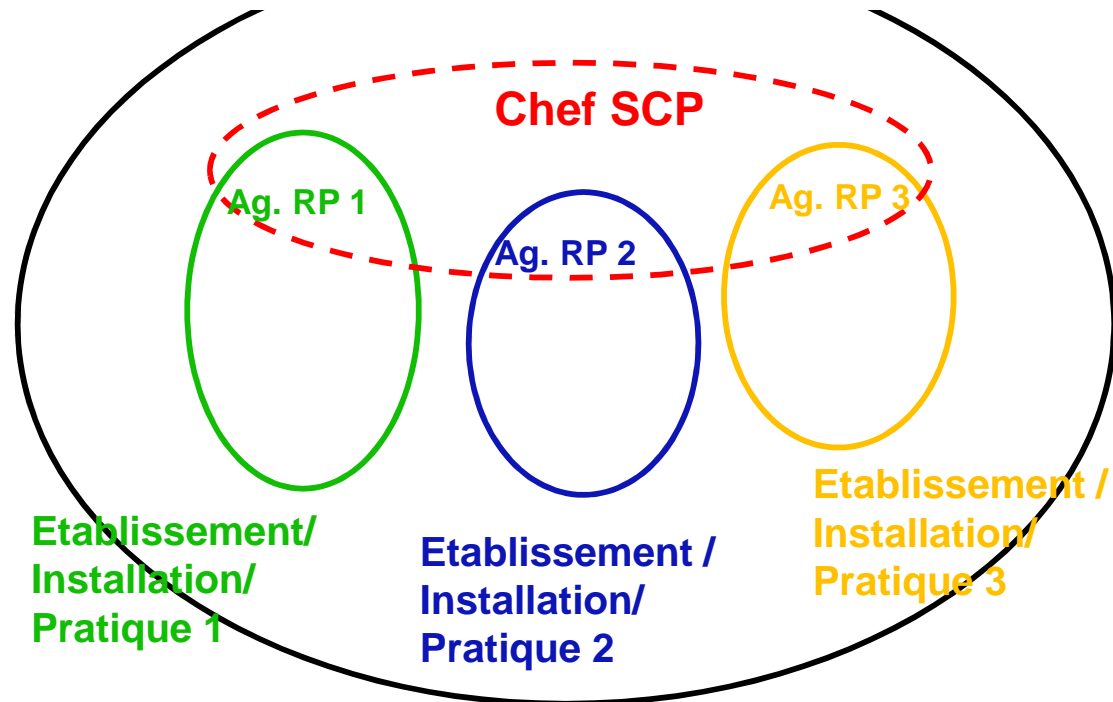 Chef SCP
Ag. RP 1
Ag. RP 2
Ag. RP 3
Etablissement/
Installation/
Pratique 1
Etablissement /
Installation/
Pratique 2
Etablissement /
Installation/
Pratique 3